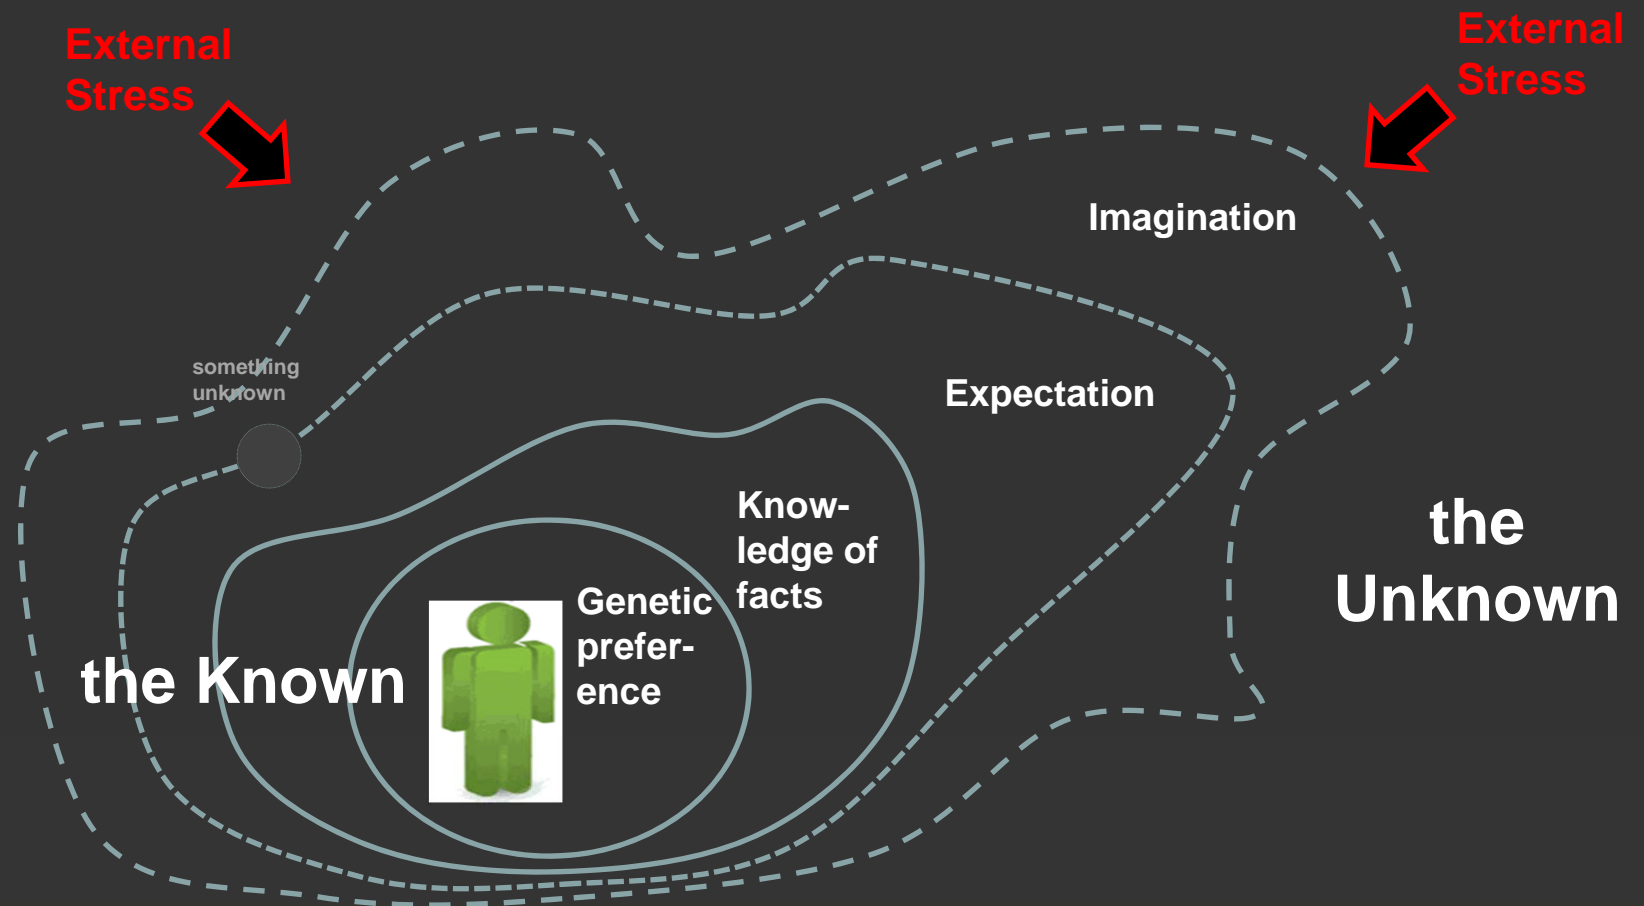 External
Stress
External
Stress
Imagination
something
unknown
Expectation
Know-
ledge of
facts
the
Unknown
Genetic
prefer-
ence
the Known